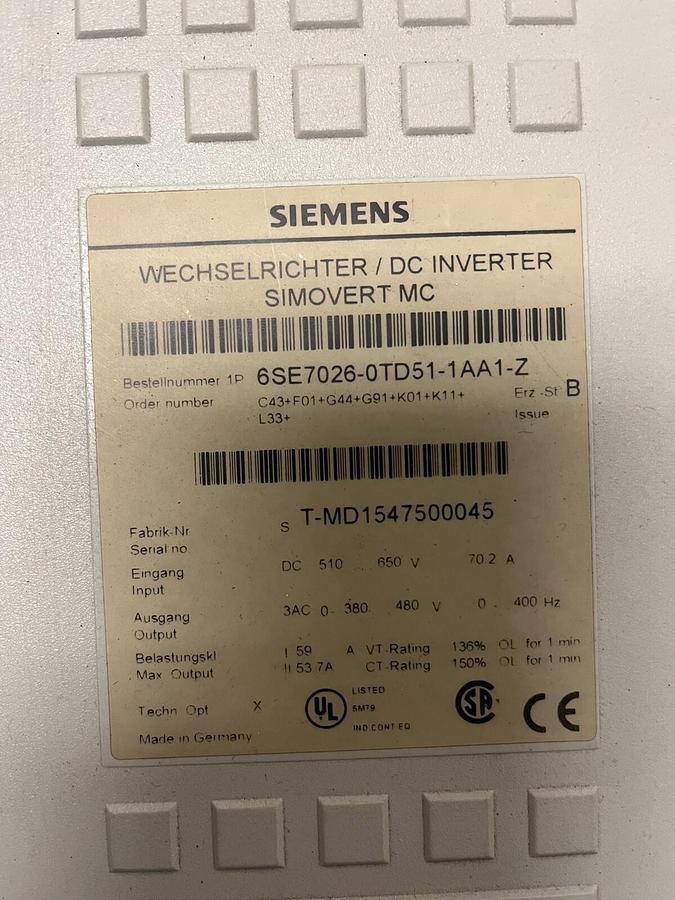 SIEMENS
WECHSELRICHTER / DC INVERTER
SIMOVERT MC
Bestellnummer 1P 6SE7026-0TD51-1AA1-Z
Order number C43+F01+G44+G91+K01+K11+ Erz.-St B
L33+ Issue
Fabrik-Nr S T-MD1547500045
Serial no
Eingang DC 510 650 V 70.2 A
Input
Ausgang 3AC 0- 380 480 V 0 - 400 Hz
Output
Belastungskl I 59 A VT-Rating 136% OL for 1 min
Max Output II 53.7A CT-Rating 150% OL for 1 min
Techn Opt X UL LISTED
5M79
IND.CONT EQ
SA CE
Made in Germany